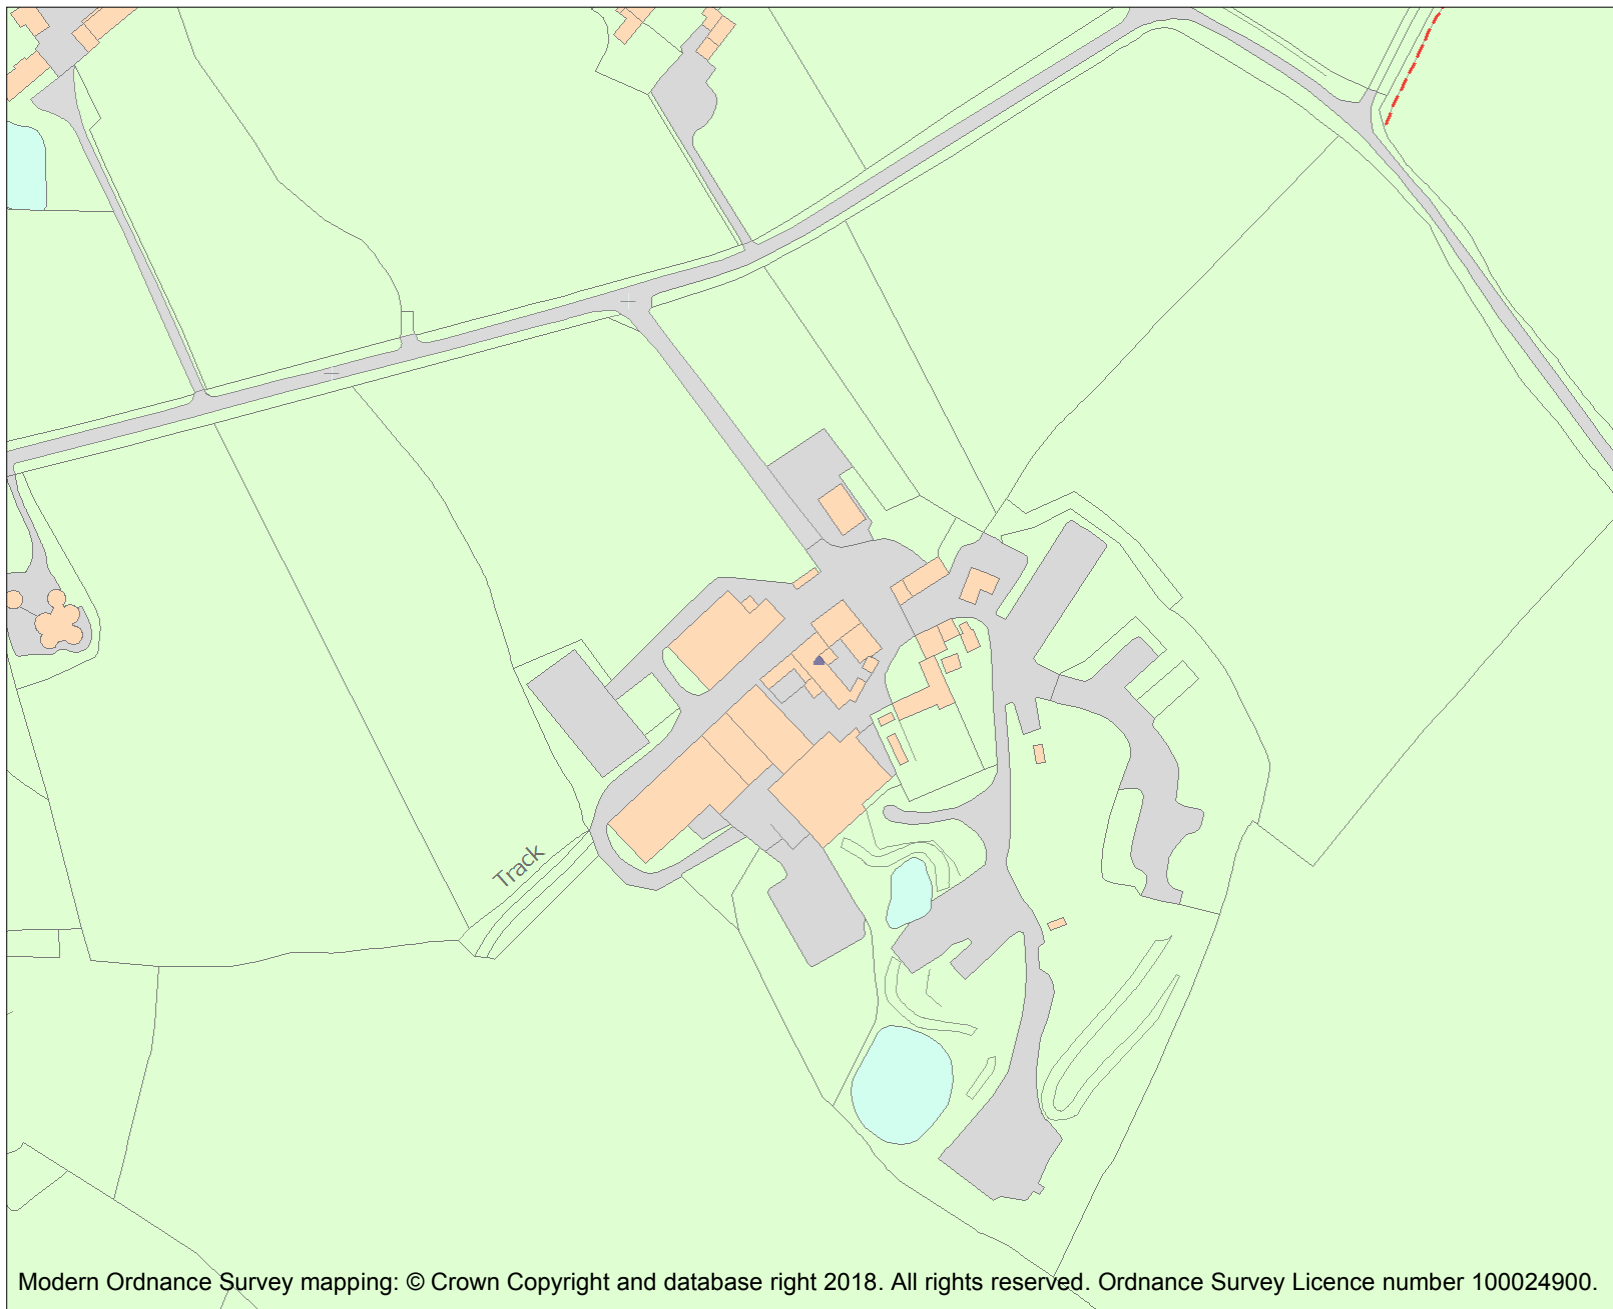 Track
Modern Ordnance Survey mapping: © Crown Copyright and database right 2018. All rights reserved. Ordnance Survey Licence number 100024900.